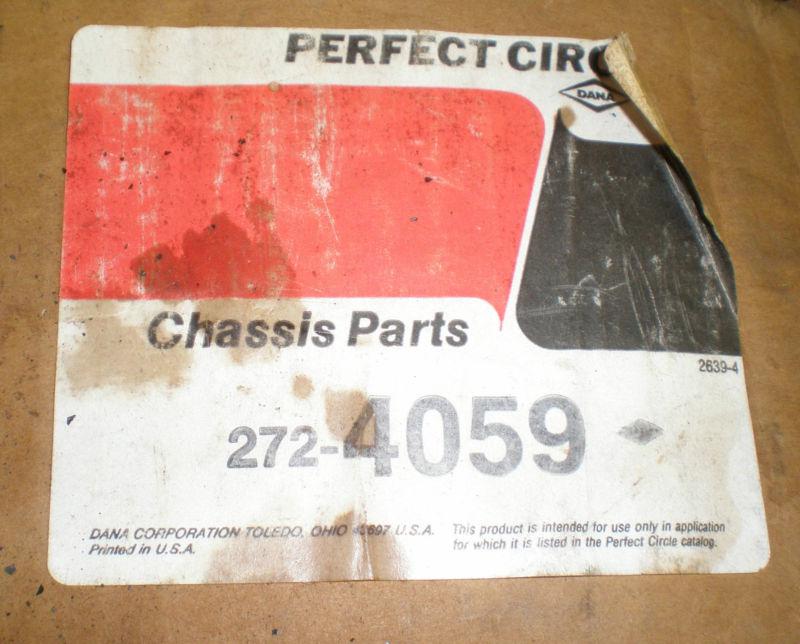 PERFECT CIRC
DANA
Chassis Parts
2639-4
272-4059
DANA CORPORATION TOLEDO, OHIO 43697 U.S.A.
Printed in U.S.A.
This product is intended for use only in application
for which it is listed in the Perfect Circle catalog.